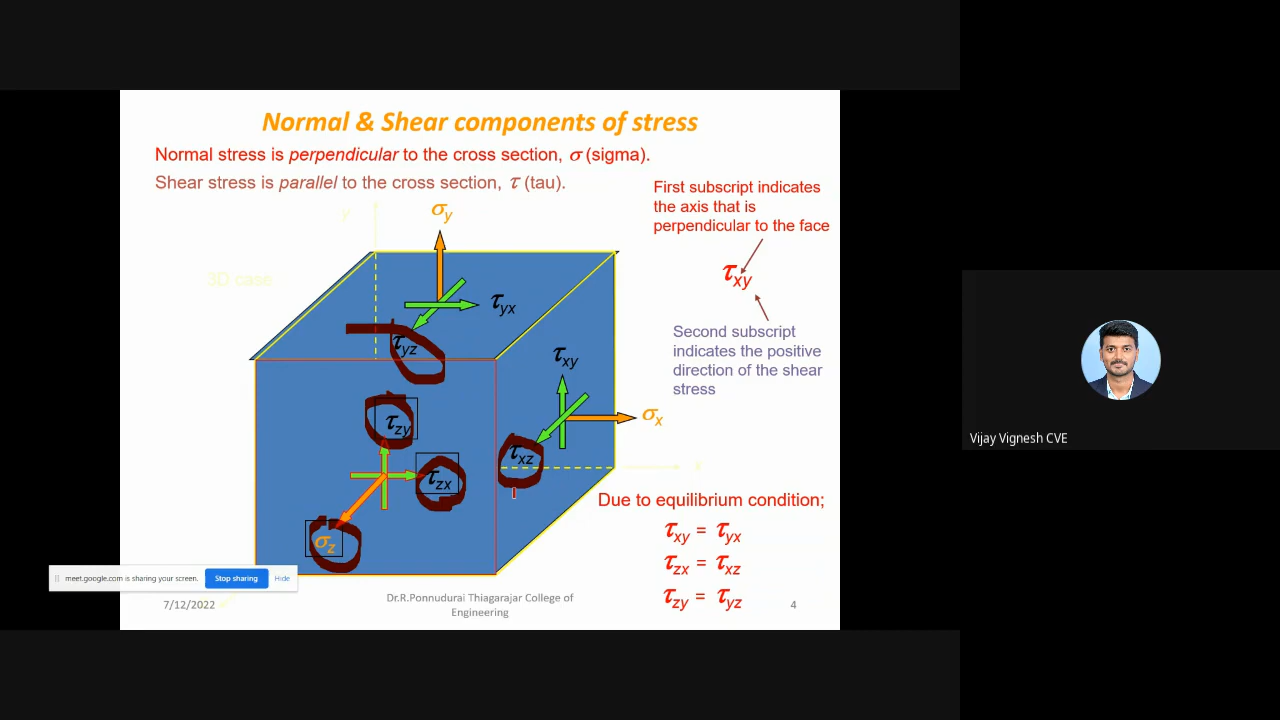 Normal & Shear components of stress
Normal stress is perpendicular to the cross section, σ (sigma).
Shear stress is parallel to the cross section, τ (tau).
First subscript indicates
the axis that is
perpendicular to the face
τxy
Second subscript
indicates the positive
direction of the shear
stress
y
σy
3D case
τyx
τyz
τxy
σx
τzy
τxz
τzx
σz
Due to equilibrium condition;
τxy = τyx
τzx = τxz
τzy = τyz
meet.google.com is sharing your screen.
Stop sharing
Hide
7/12/2022
Dr.R.Ponnudurai Thiagarajar College of
Engineering
4
Vijay Vignesh CVE